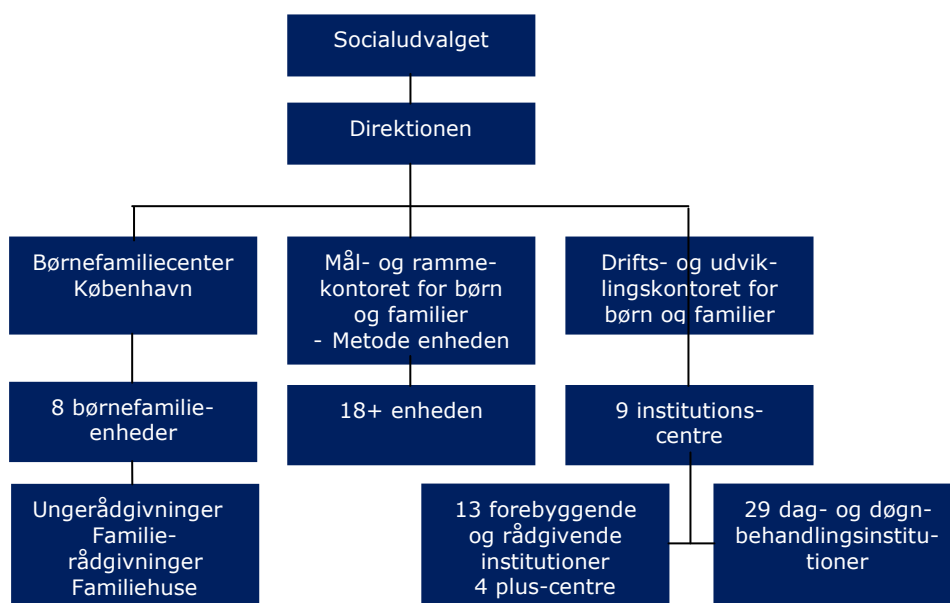 Socialudvalget
Direktionen
Børnefamiliecenter
København
Mål- og ramme-
kontoret for børn
og familier
- Metode enheden
Drifts- og udvik-
lingskontoret for
børn og familier
8 børnefamilie-
enheder
18+ enheden
9 institutions-
centre
Ungerådgivninger
Familie-
rådgivninger
Familiehuse
13 forebyggende
og rådgivende
institutioner
4 plus-centre
29 dag- og døgn-
behandlingsinstitu-
tioner